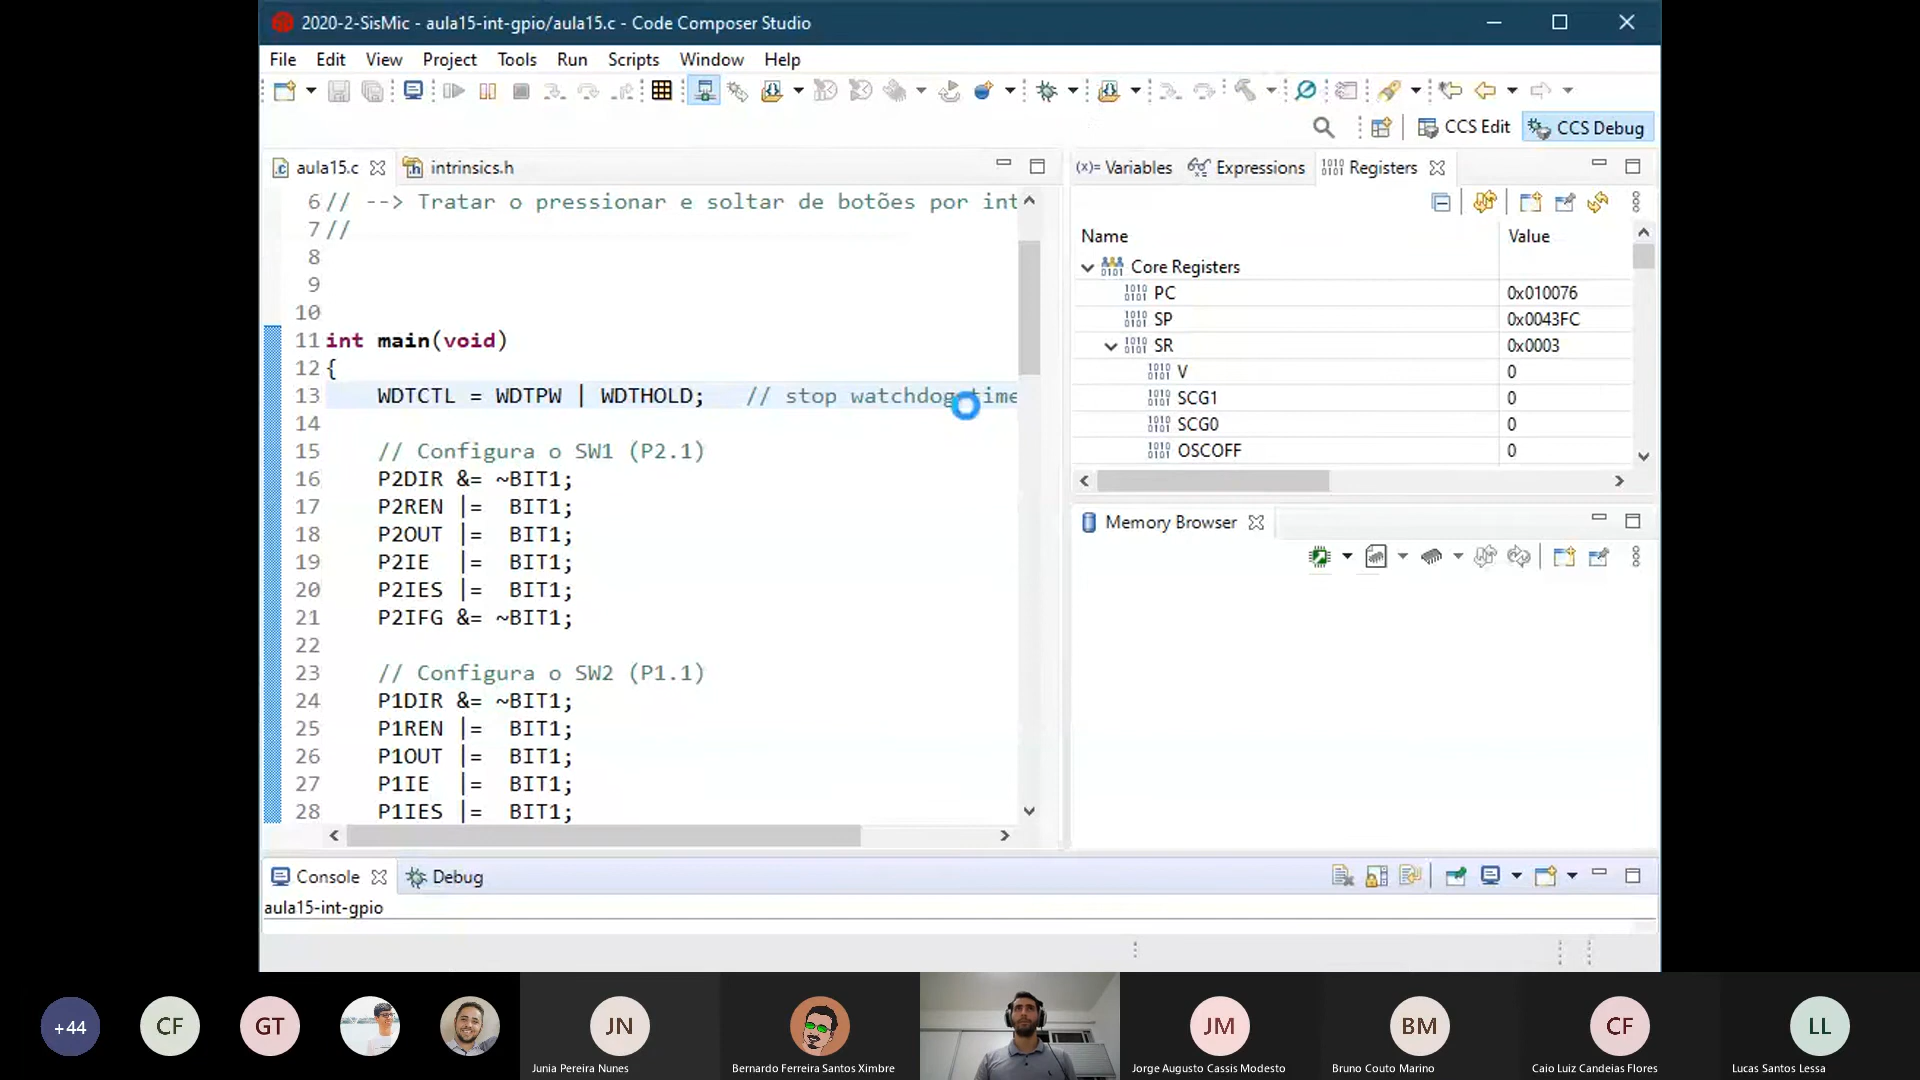 2020-2-SisMic - aula15-int-gpio/aula15.c - Code Composer Studio
File Edit View Project Tools Run Scripts Window Help
CCS Edit CCS Debug
aula15.c intrinsics.h
6 // --> Tratar o pressionar e soltar de botões por int
7 //
8
9
10
11 int main(void)
12 {
13 WDTCTL = WDTPW | WDTHOLD; // stop watchdog time
14
15 // Configura o SW1 (P2.1)
16 P2DIR &= ~BIT1;
17 P2REN |= BIT1;
18 P2OUT |= BIT1;
19 P2IE |= BIT1;
20 P2IES |= BIT1;
21 P2IFG &= ~BIT1;
22
23 // Configura o SW2 (P1.1)
24 P1DIR &= ~BIT1;
25 P1REN |= BIT1;
26 P1OUT |= BIT1;
27 P1IE |= BIT1;
28 P1IES |= BIT1;
(x)= Variables Expressions Registers
Name Value
Core Registers
PC 0x010076
SP 0x0043FC
SR 0x0003
V 0
SCG1 0
SCG0 0
OSCOFF 0
Memory Browser
Console Debug
aula15-int-gpio
+44
CF
GT
JN
Junia Pereira Nunes
Bernardo Ferreira Santos Ximbre
JM
Jorge Augusto Cassis Modesto
BM
Bruno Couto Marino
CF
Caio Luiz Candeias Flores
LL
Lucas Santos Lessa